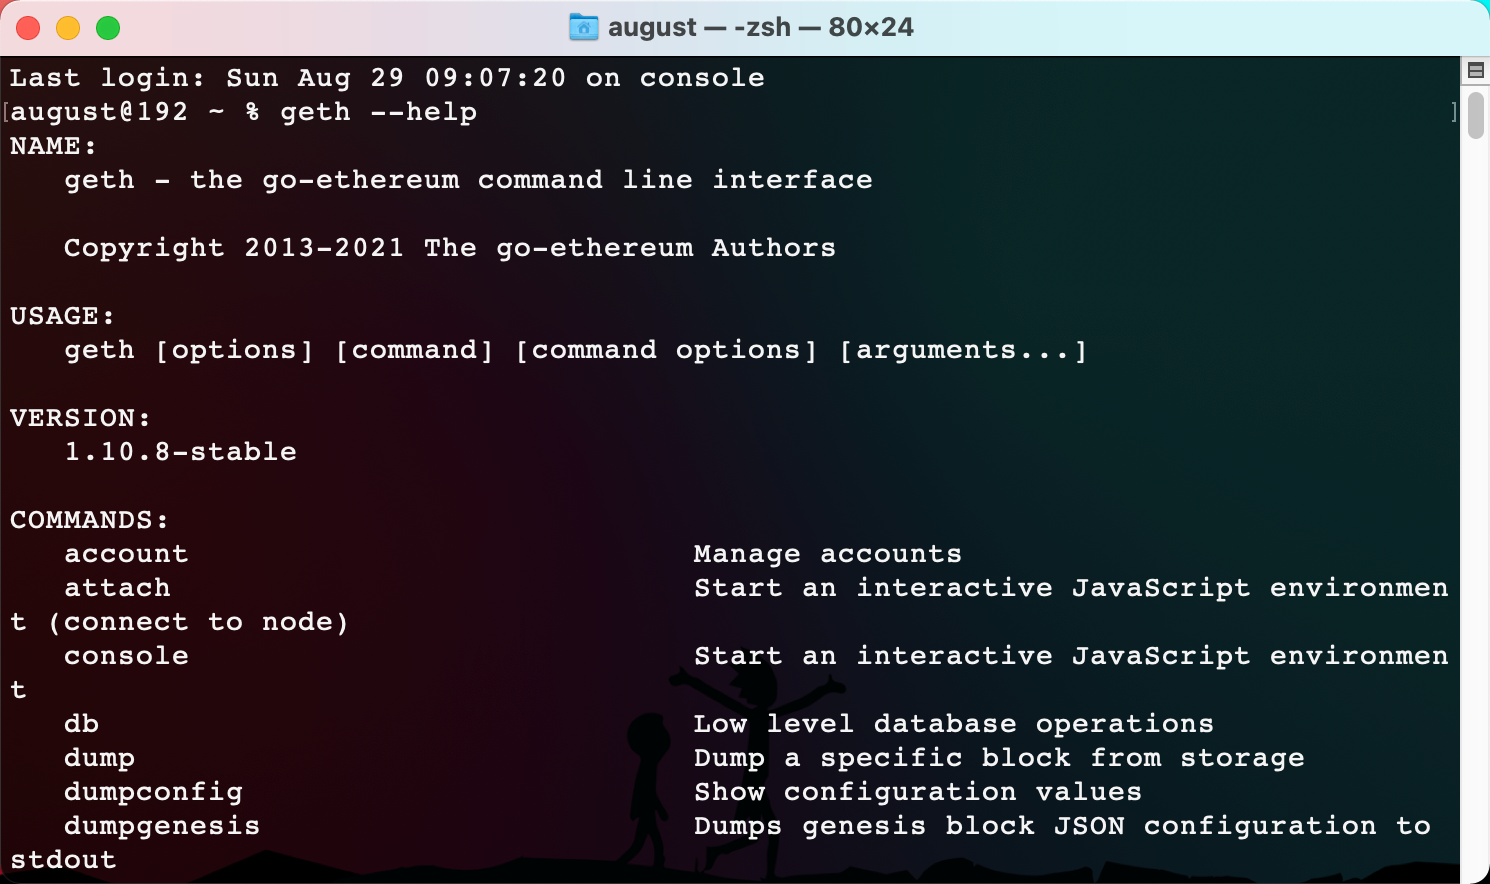 august — -zsh — 80×24
Last login: Sun Aug 29 09:07:20 on console
[august@192 ~ % geth --help ]
NAME:
geth - the go-ethereum command line interface
Copyright 2013-2021 The go-ethereum Authors
USAGE:
geth [options] [command] [command options] [arguments...]
VERSION:
1.10.8-stable
COMMANDS:
account Manage accounts
attach Start an interactive JavaScript environmen
t (connect to node)
console Start an interactive JavaScript environmen
t
db Low level database operations
dump Dump a specific block from storage
dumpconfig Show configuration values
dumpgenesis Dumps genesis block JSON configuration to
stdout